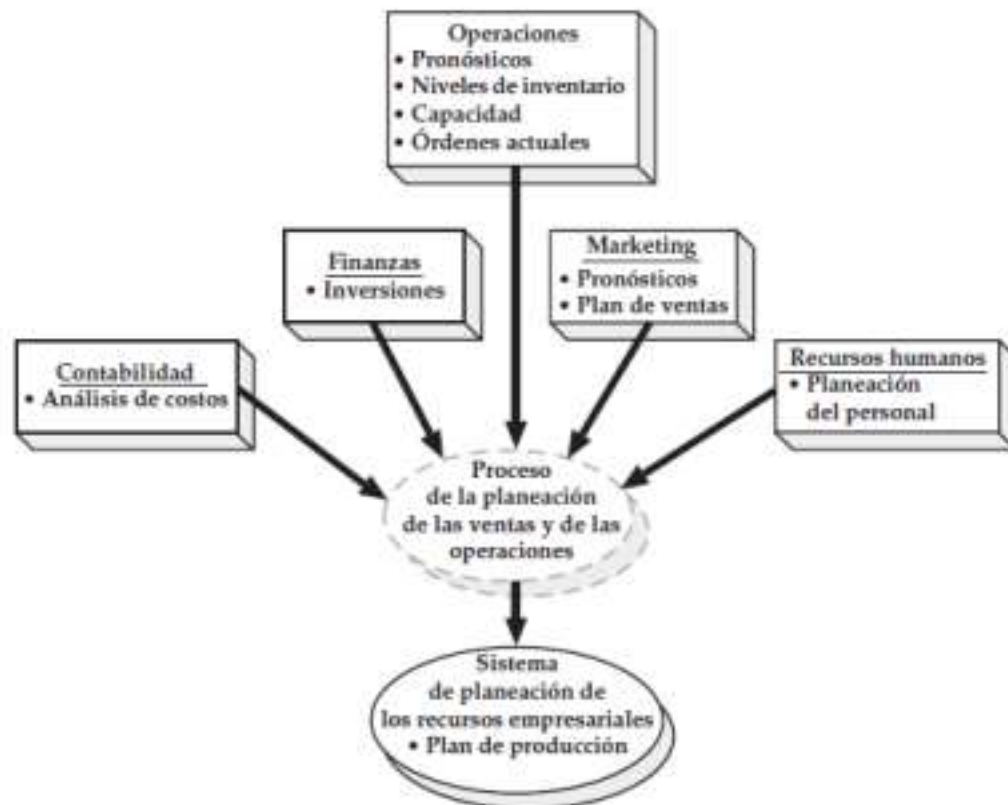 Operaciones
• Pronósticos
• Niveles de inventario
• Capacidad
• Órdenes actuales
Finanzas
• Inversiones
Marketing
• Pronósticos
• Plan de ventas
Contabilidad
• Análisis de costos
Recursos humanos
• Planeación
del personal
Proceso
de la planeación
de las ventas y de las
operaciones
Sistema
de planeación de
los recursos empresariales
• Plan de producción